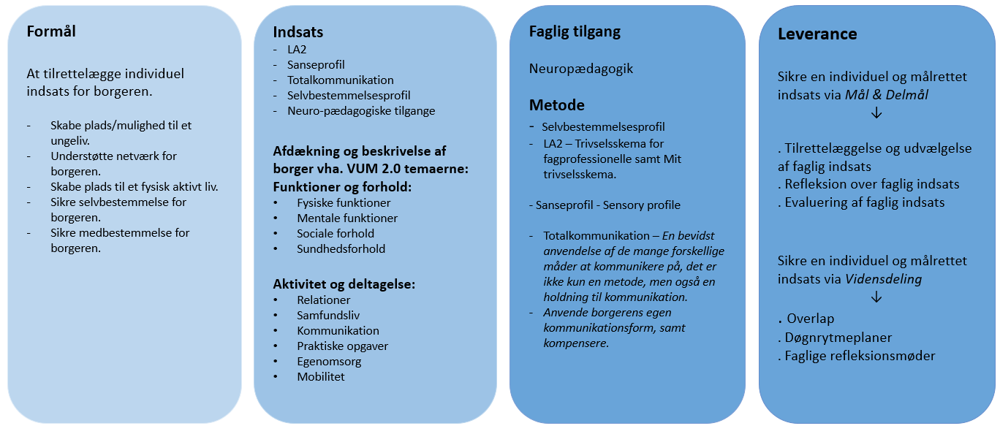 Formål
At tilrettelægge individuel
indsats for borgeren.
- Skabe plads/mulighed til et
ungeliv.
- Understøtte netværk for
borgeren.
- Skabe plads til et fysisk aktivt liv.
- Sikre selvbestemmelse for
borgeren.
- Sikre medbestemmelse for
borgeren.
Indsats
- LA2
- Sanseprofil
- Totalkommunikation
- Selvbestemmelsesprofil
- Neuro-pædagogiske tilgange
Afdækning og beskrivelse af
borger vha. VUM 2.0 temaerne:
Funktioner og forhold:
• Fysiske funktioner
• Mentale funktioner
• Sociale forhold
• Sundhedsforhold
Aktivitet og deltagelse:
• Relationer
• Samfundsliv
• Kommunikation
• Praktiske opgaver
• Egenomsorg
• Mobilitet
Faglig tilgang
Neuropædagogik
Metode
- Selvbestemmelsesprofil
- LA2 – Trivselsskema for
fagprofessionelle samt Mit
trivselsskema.
- Sanseprofil - Sensory profile
- Totalkommunikation – En bevidst
anvendelse af de mange forskellige
måder at kommunikere på, det er
ikke kun en metode, men også en
holdning til kommunikation.
- Anvende borgerens egen
kommunikationsform, samt
kompensere.
Leverance
Sikre en individuel og målrettet
indsats via Mål & Delmål
↓
. Tilrettelæggelse og udvælgelse
af faglig indsats
. Refleksion over faglig indsats
. Evaluering af faglig indsats
Sikre en individuel og målrettet
indsats via Vidensdeling
↓
. Overlap
. Døgnrytmeplaner
. Faglige refleksionsmøder